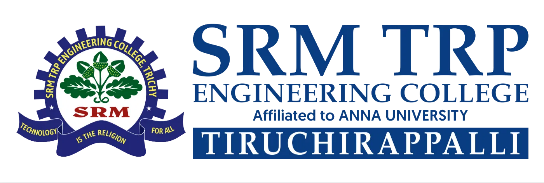 SRM TRP ENGINEERING COLLEGE, TRICHY
SRM
TECHNOLOGY IS THE RELIGION FOR ALL
SRM TRP
ENGINEERING COLLEGE
Affiliated to ANNA UNIVERSITY
TIRUCHIRAPPALLI